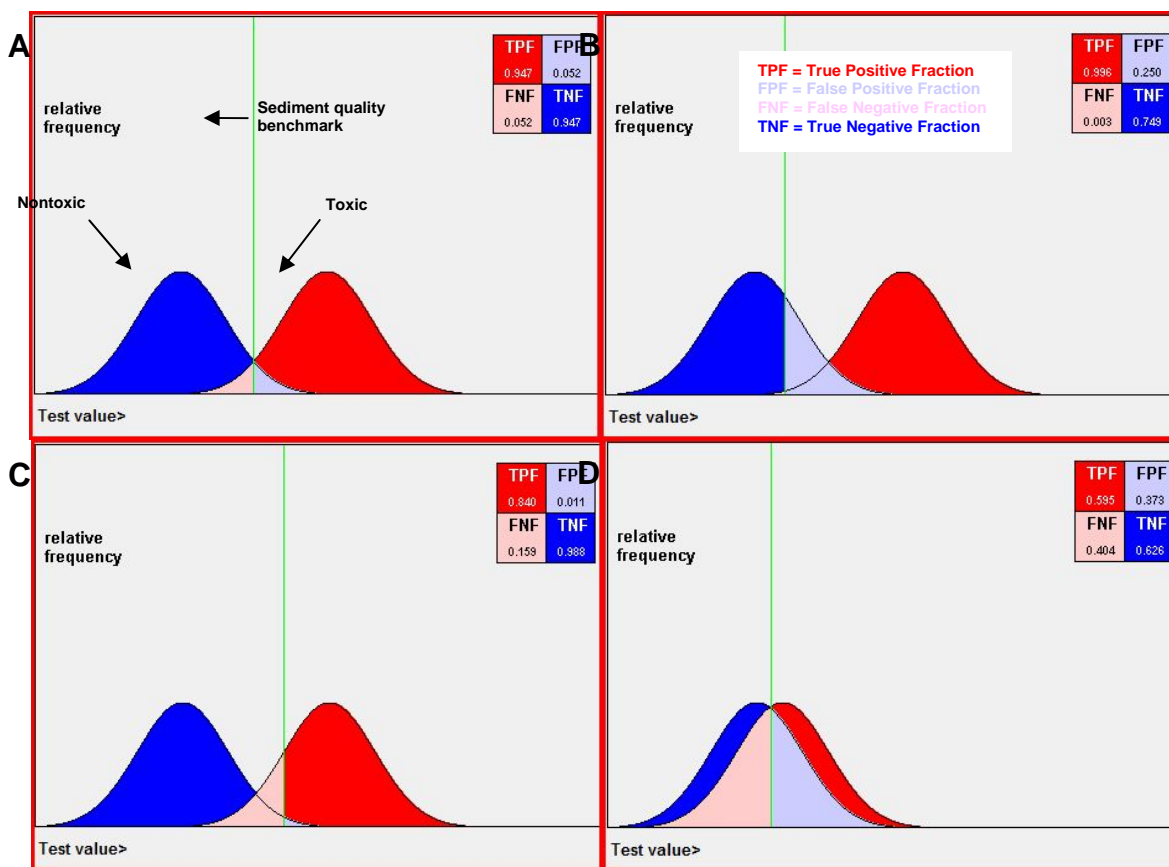 A
TPF FPF
0.947 0.052
FNF TNF
0.052 0.947
relative
frequency
Sediment quality
benchmark
Nontoxic
Toxic
Test value>
B
TPF = True Positive Fraction
FPF = False Positive Fraction
FNF = False Negative Fraction
TNF = True Negative Fraction
TPF FPF
0.996 0.250
FNF TNF
0.003 0.749
relative
frequency
Test value>
C
TPF FPF
0.840 0.011
FNF TNF
0.159 0.988
relative
frequency
Test value>
D
TPF FPF
0.595 0.373
FNF TNF
0.404 0.626
relative
frequency
Test value>